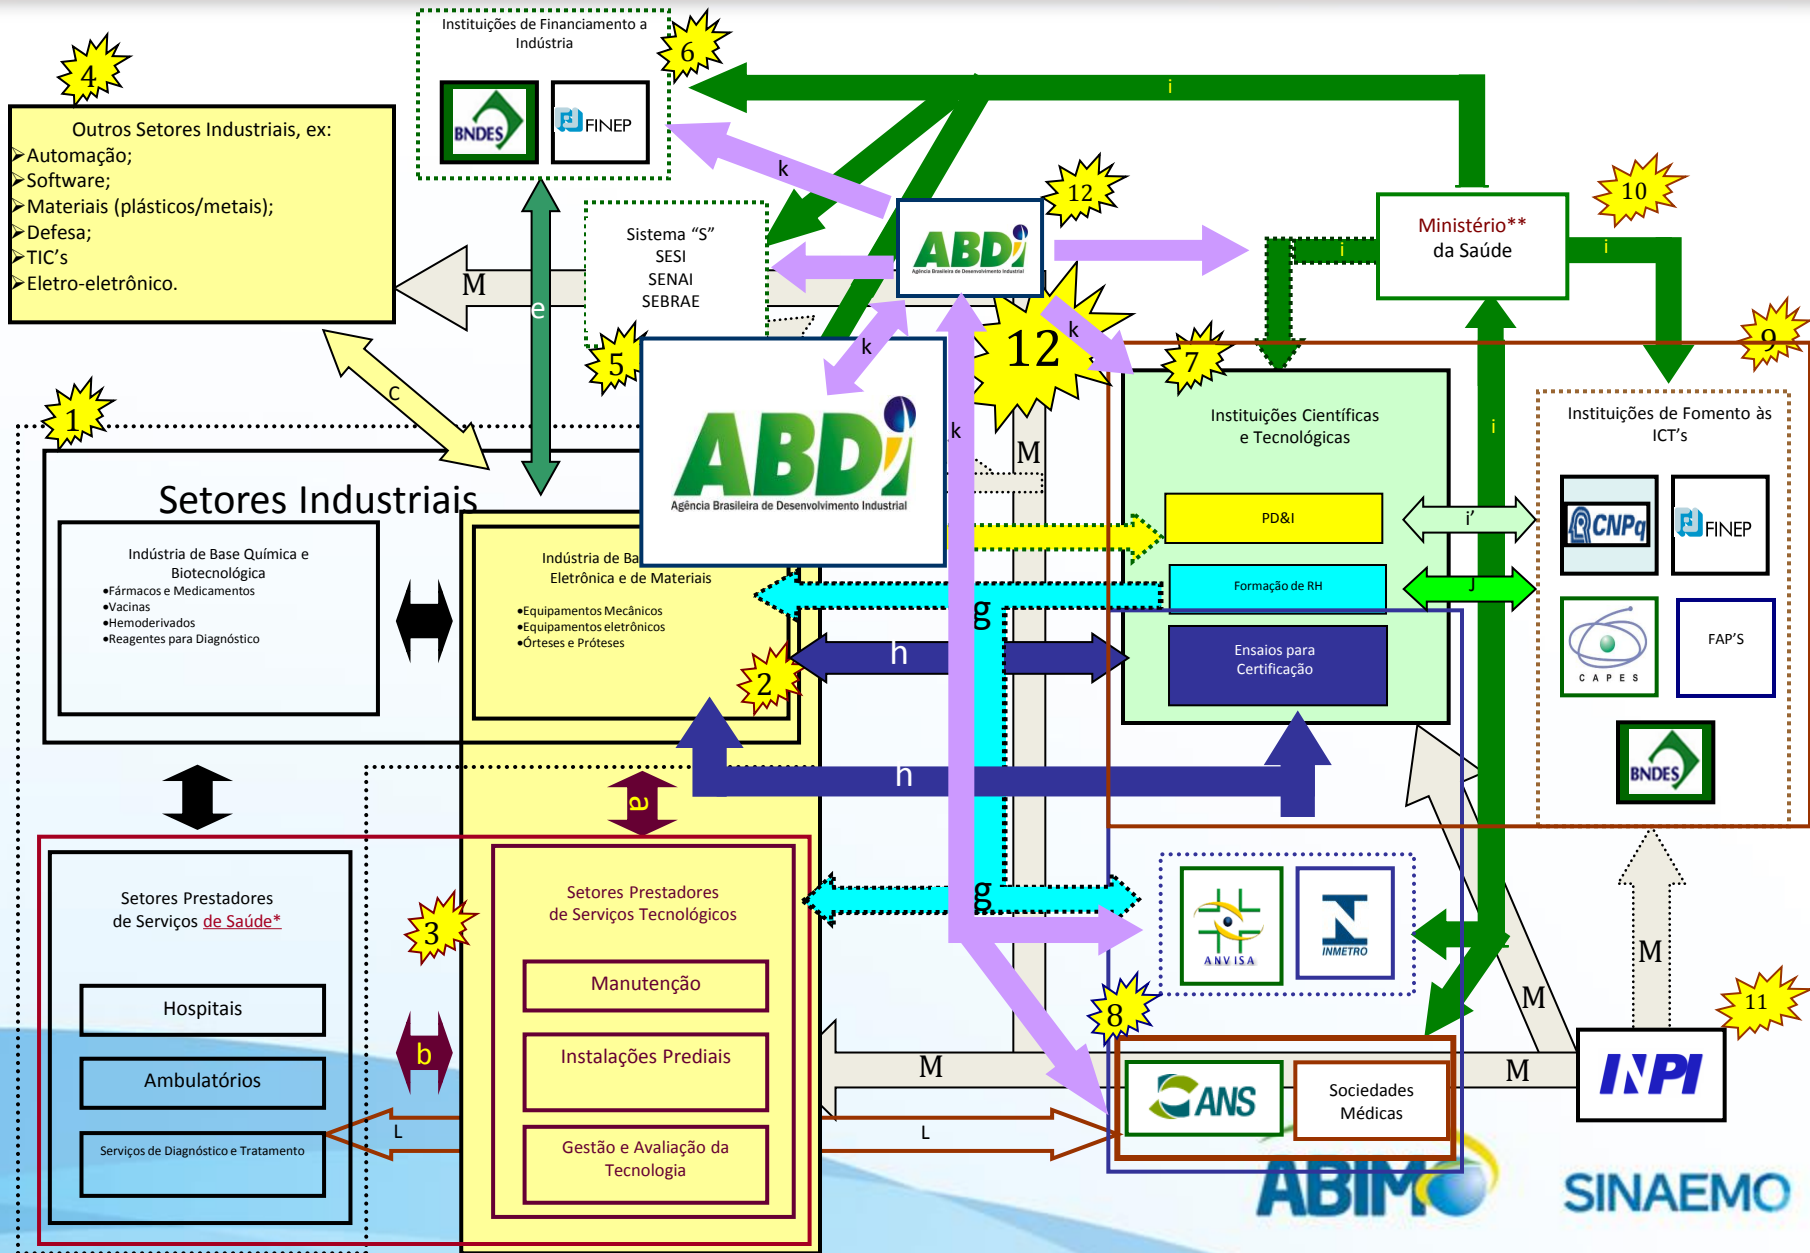 Instituições de Financiamento a
Indústria
6
BNDES
FINEP
4
Outros Setores Industriais, ex:
Automação;
Software;
Materiais (plásticos/metais);
Defesa;
TIC's
Eletro-eletrônico.
i
k
12
10
ABDi
Agência Brasileira de Desenvolvimento Industrial
Ministério**
da Saúde
i
i
Sistema “S”
SESI
SENAI
SEBRAE
M
e
5
k
12
k
7
9
c
1
Setores Industriais
ABDi
Agência Brasileira de Desenvolvimento Industrial
k
M
Instituições Científicas
e Tecnológicas
i
Instituições de Fomento às
ICT’s
PD&I
i’
CNPq
FINEP
Indústria de Base Química e
Biotecnológica
•Fármacos e Medicamentos
•Vacinas
•Hemoderivados
•Reagentes para Diagnóstico
Indústria de Ba
Eletrônica e de Materiais
•Equipamentos Mecânicos
•Equipamentos eletrônicos
•Órteses e Próteses
2
g
h
Formação de RH
J
Ensaios para
Certificação
CAPES
FAP’S
BNDES
h
a
Setores Prestadores
de Serviços de Saúde*
3
Setores Prestadores
de Serviços Tecnológicos
g
ANVISA
INMETRO
M
Hospitais
Manutenção
8
M
11
Ambulatórios
b
Instalações Prediais
M
M
INPI
ANS
Sociedades
Médicas
Serviços de Diagnóstico e Tratamento
L
Gestão e Avaliação da
Tecnologia
L
ABIMO
SINAEMO